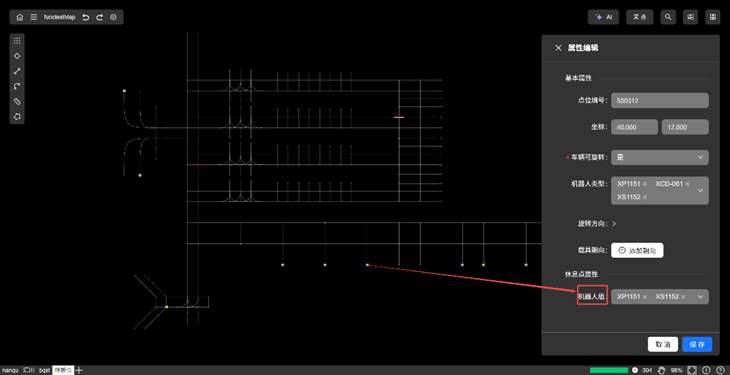 functestMap
AI
属性编辑
基本属性
点位编号: 500312
坐标: 40.000 12.000
* 车辆可旋转: 是
机器人类型: XP1151 × XCD-061 ×
XS1152 ×
旋转方向: >
载具朝向: 添加朝向
休息点属性
机器人组: XP1151 × XS1152 ×
取 消 保 存
nanqu bqst
304 98%